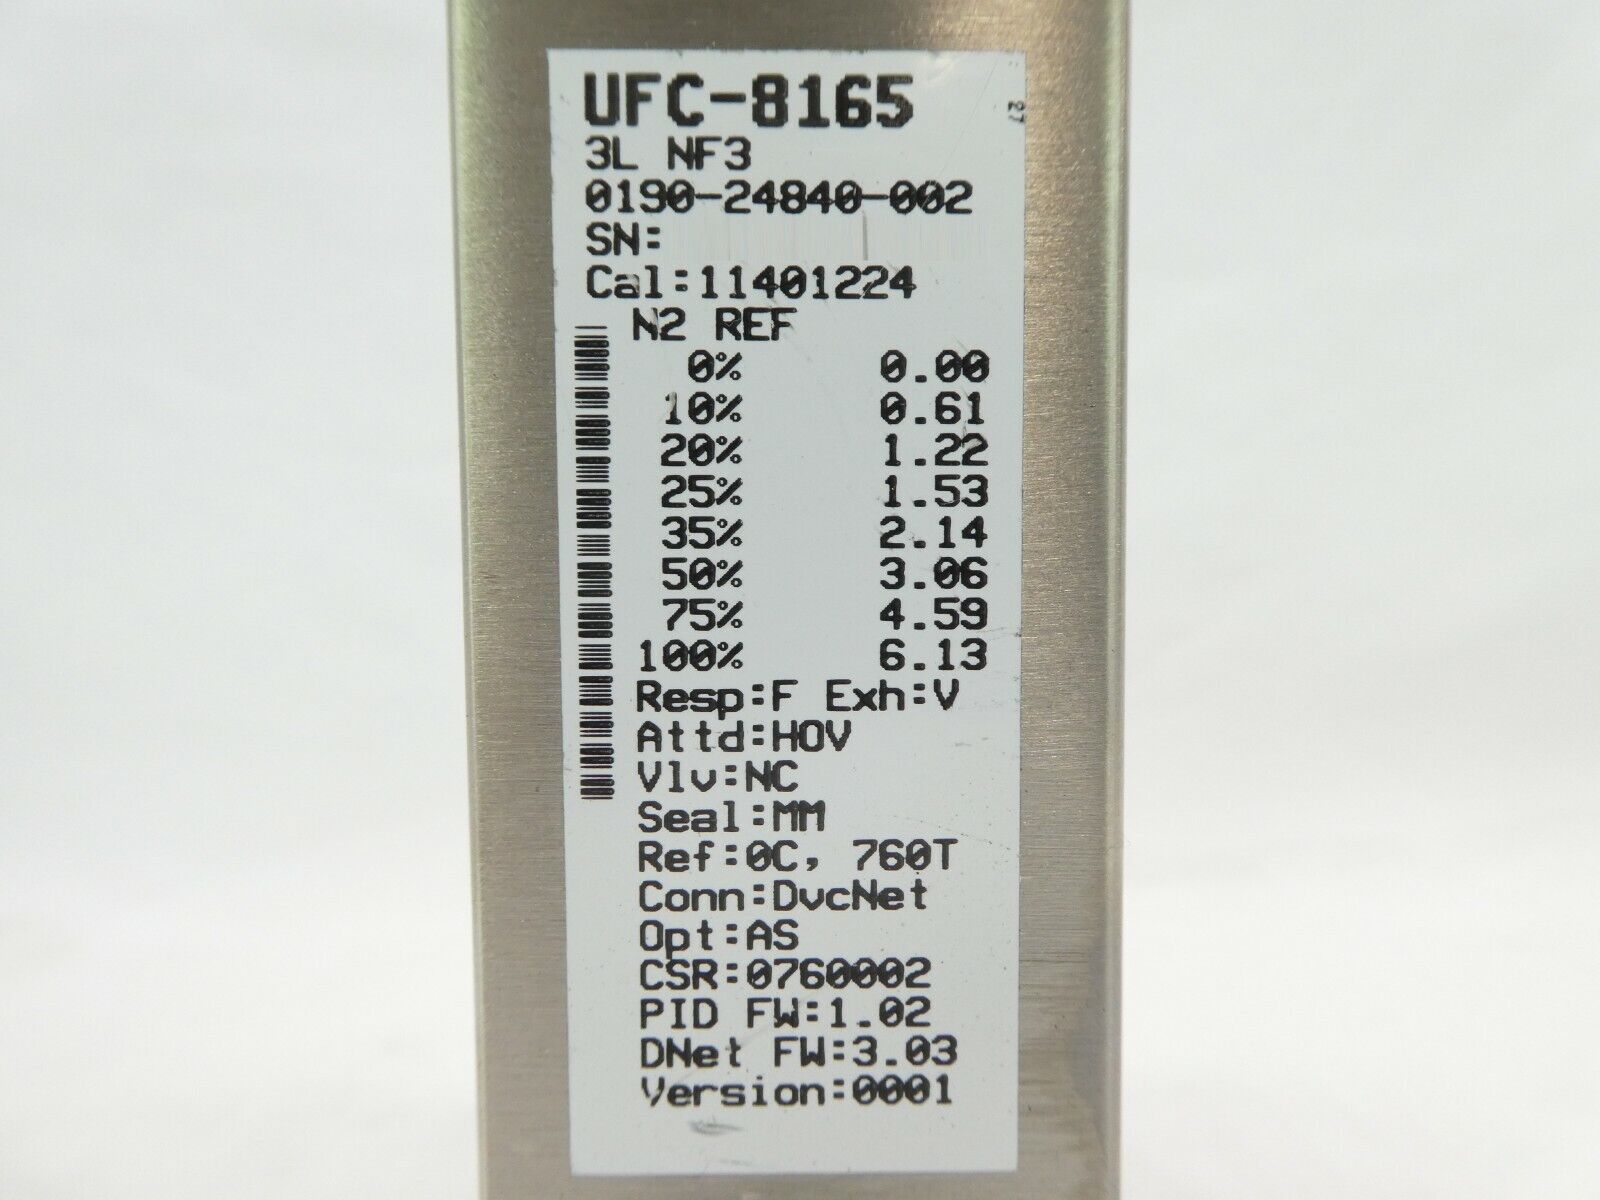 UFC-8165
27
3L NF3
0190-24840-002
SN:
Cal:11401224
N2 REF
0% 0.00
10% 0.61
20% 1.22
25% 1.53
35% 2.14
50% 3.06
75% 4.59
100% 6.13
Resp:F Exh:V
Attd:HOV
Vlv:NC
Seal:MM
Ref:0C, 760T
Conn:DvcNet
Opt:AS
CSR:0760002
PID FW:1.02
DNet FW:3.03
Version:0001